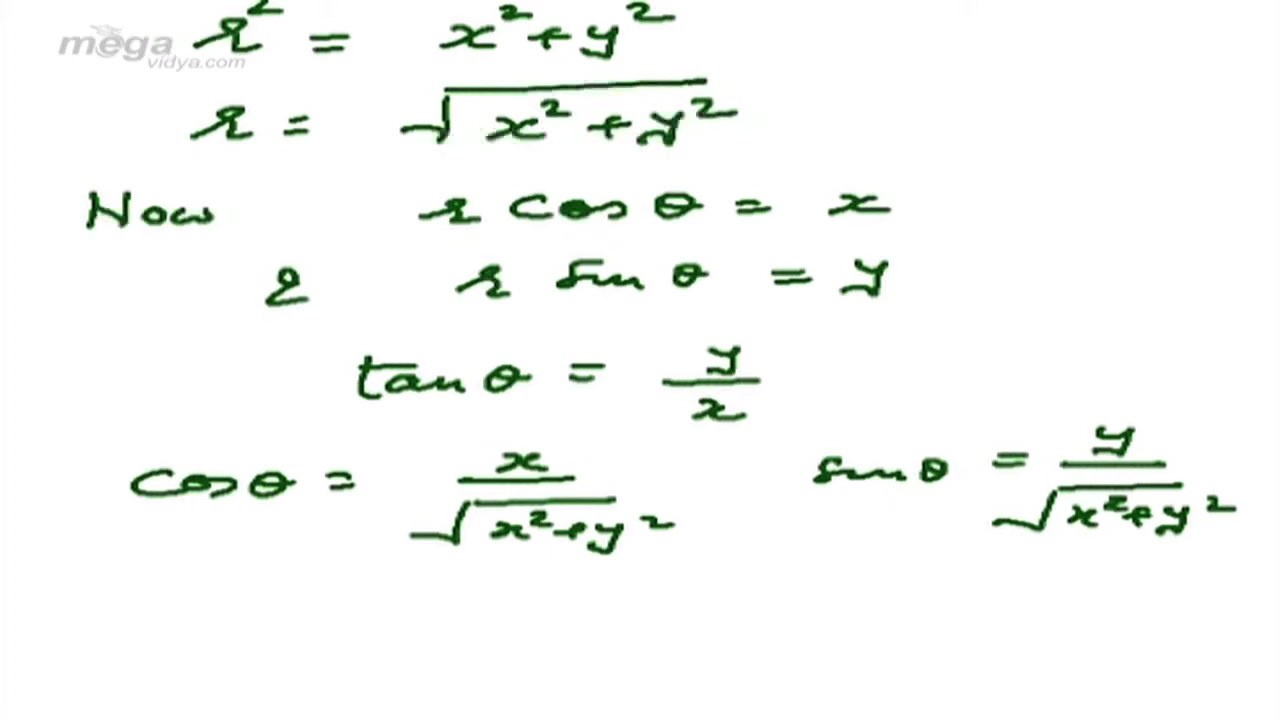 mega
vidya.com
r² = x² + y²
r = √(x² + y²)
Now r cos θ = x
& r sin θ = y
tan θ = y/x
cos θ = x/√(x² + y²) sin θ = y/√(x² + y²)